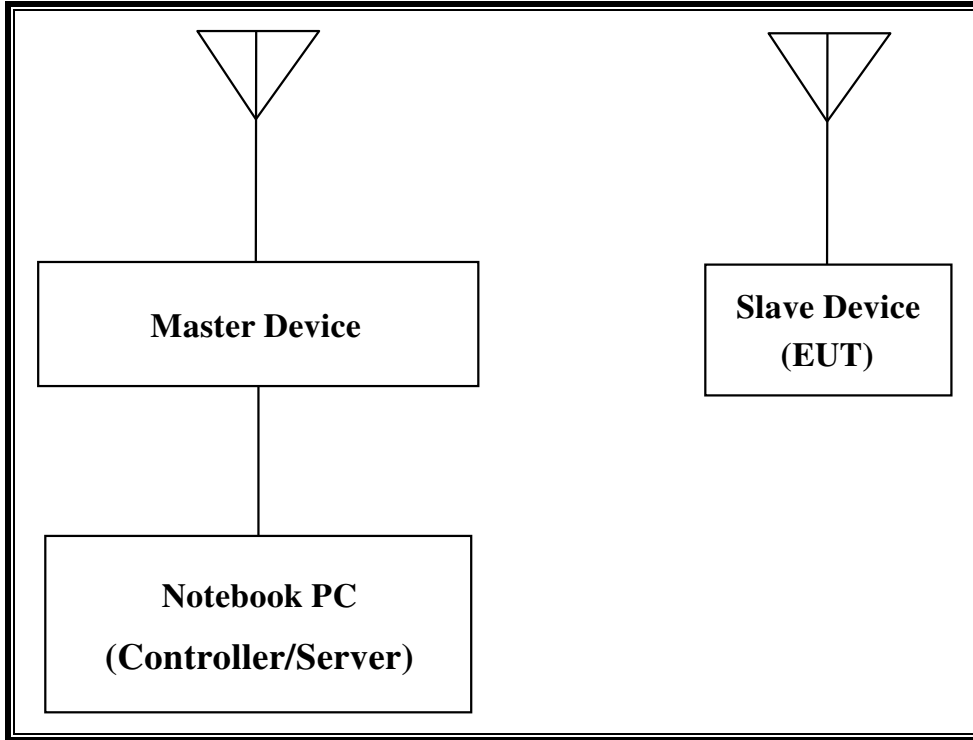 Master Device
Slave Device
(EUT)
Notebook PC
(Controller/Server)